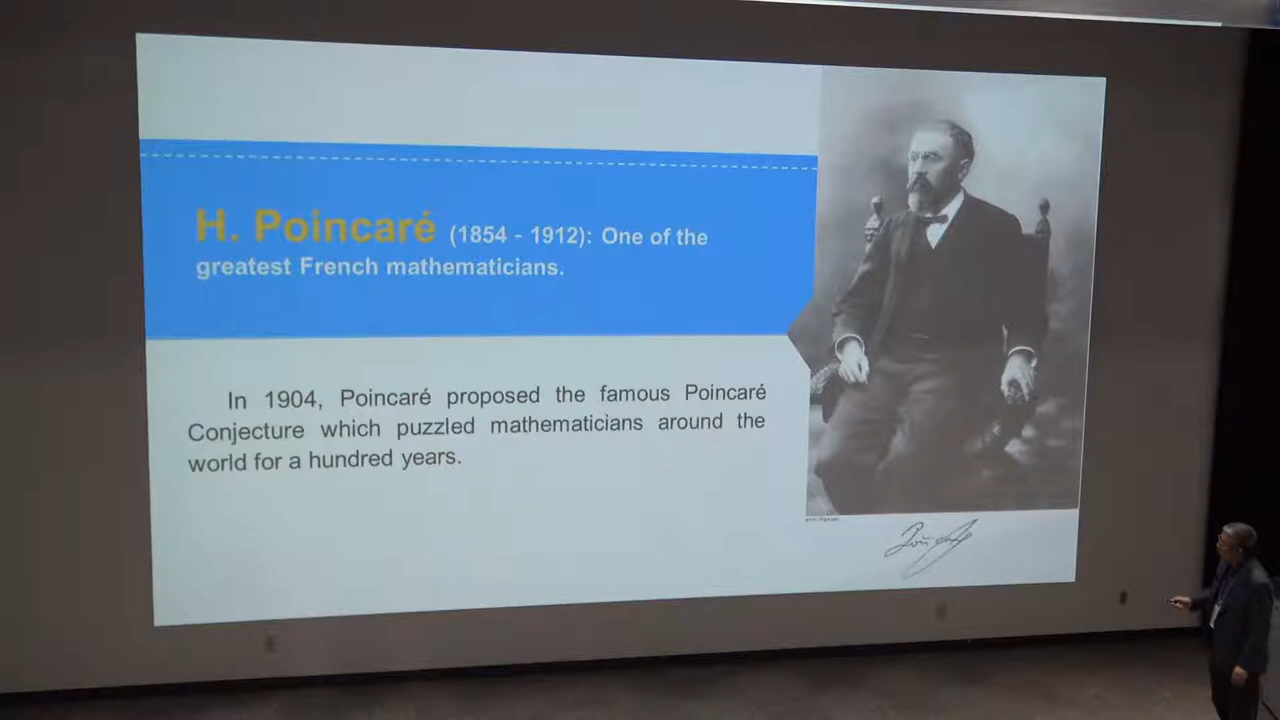 H. Poincaré (1854 - 1912): One of the
greatest French mathematicians.
In 1904, Poincaré proposed the famous Poincaré
Conjecture which puzzled mathematicians around the
world for a hundred years.